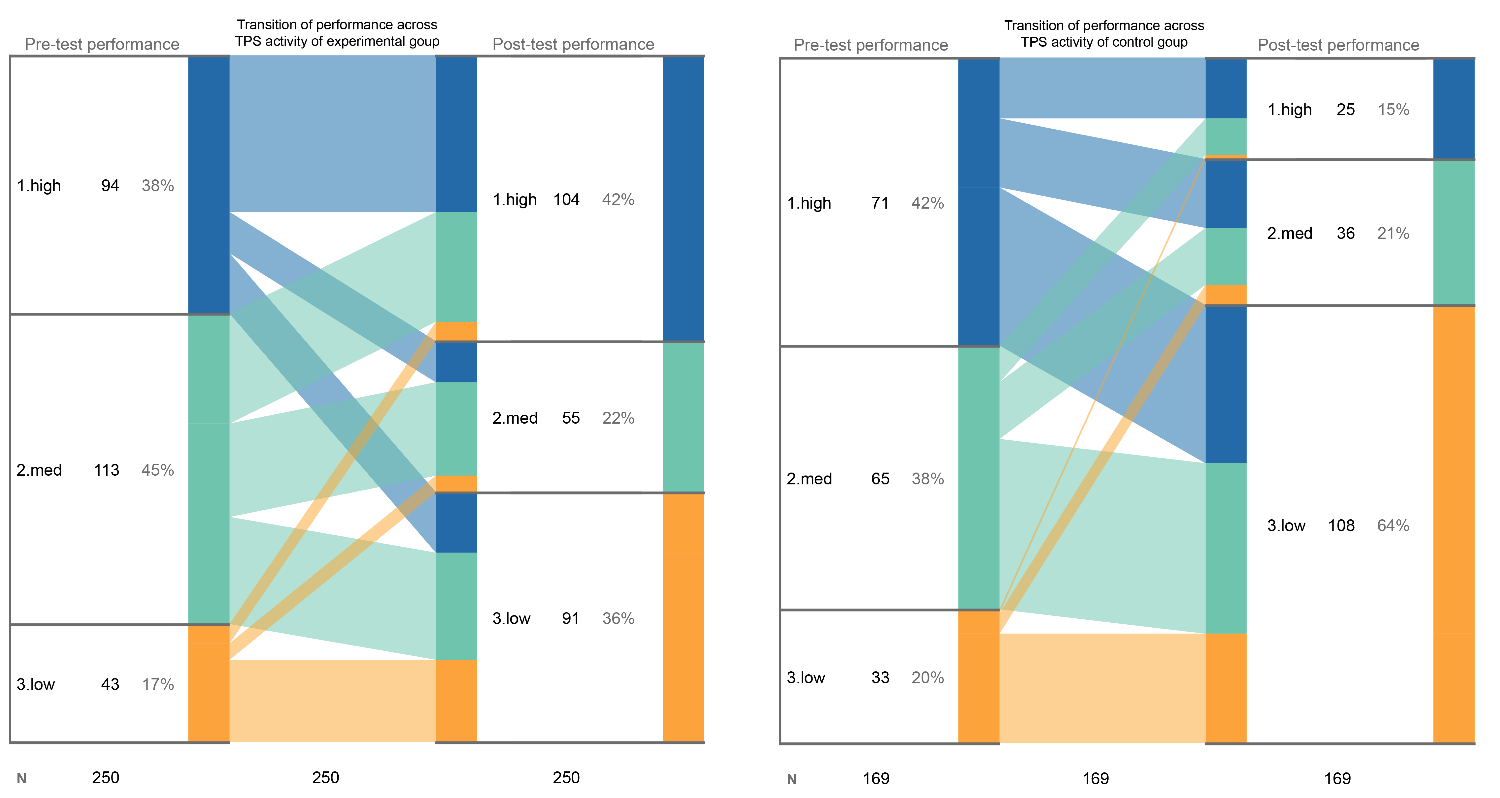 Transition of performance across
TPS activity of experimental goup
Pre-test performance
Post-test performance
1.high 94 38%
1.high 104 42%
2.med 55 22%
2.med 113 45%
3.low 91 36%
3.low 43 17%
N 250 250 250
Transition of performance across
TPS activity of control goup
Pre-test performance
Post-test performance
1.high 25 15%
1.high 71 42%
2.med 36 21%
2.med 65 38%
3.low 108 64%
3.low 33 20%
N 169 169 169